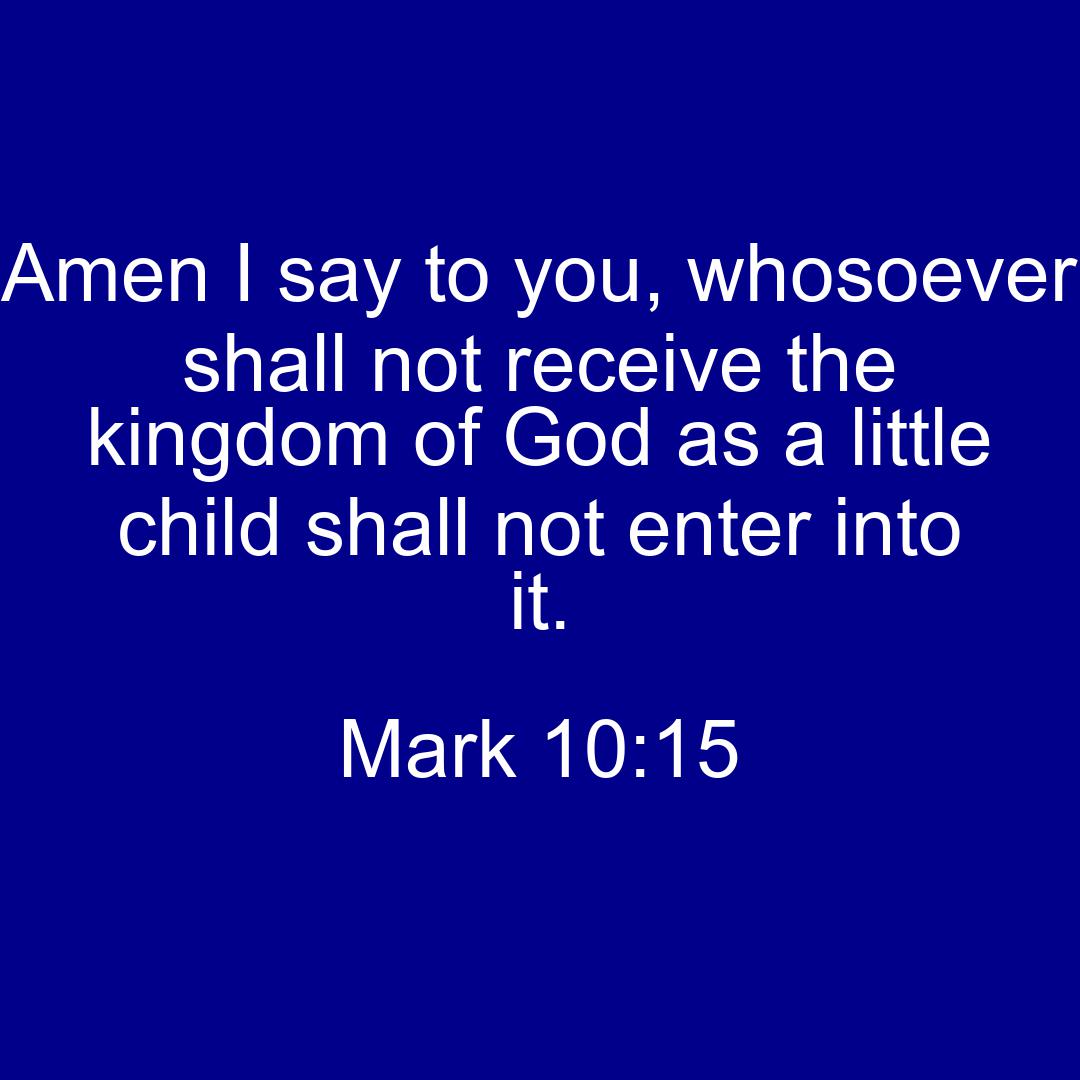 Amen I say to you, whosoever
shall not receive the
kingdom of God as a little
child shall not enter into
it.
Mark 10:15